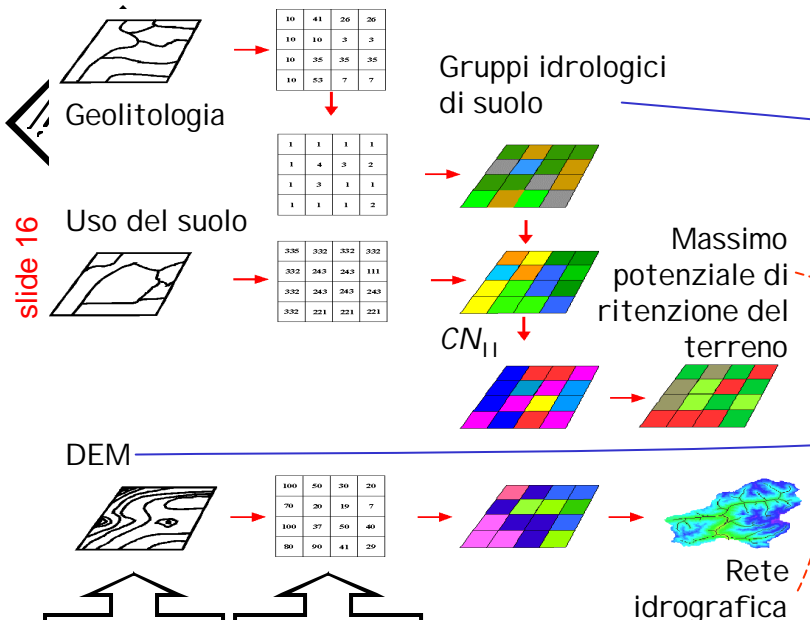 10 41 26 26
10 10 3 3
10 35 35 35
10 53 7 7
Geolitologia
Gruppi idrologici
di suolo
1 1 1 1
1 4 3 2
1 3 1 1
1 1 1 2
slide 16
Uso del suolo
335 332 332 332
332 243 243 111
332 243 243 243
332 221 221 221
Massimo
potenziale di
ritenzione del
terreno
CNII
DEM
100 50 30 20
70 20 19 7
100 37 50 40
80 90 41 29
Rete
idrografica